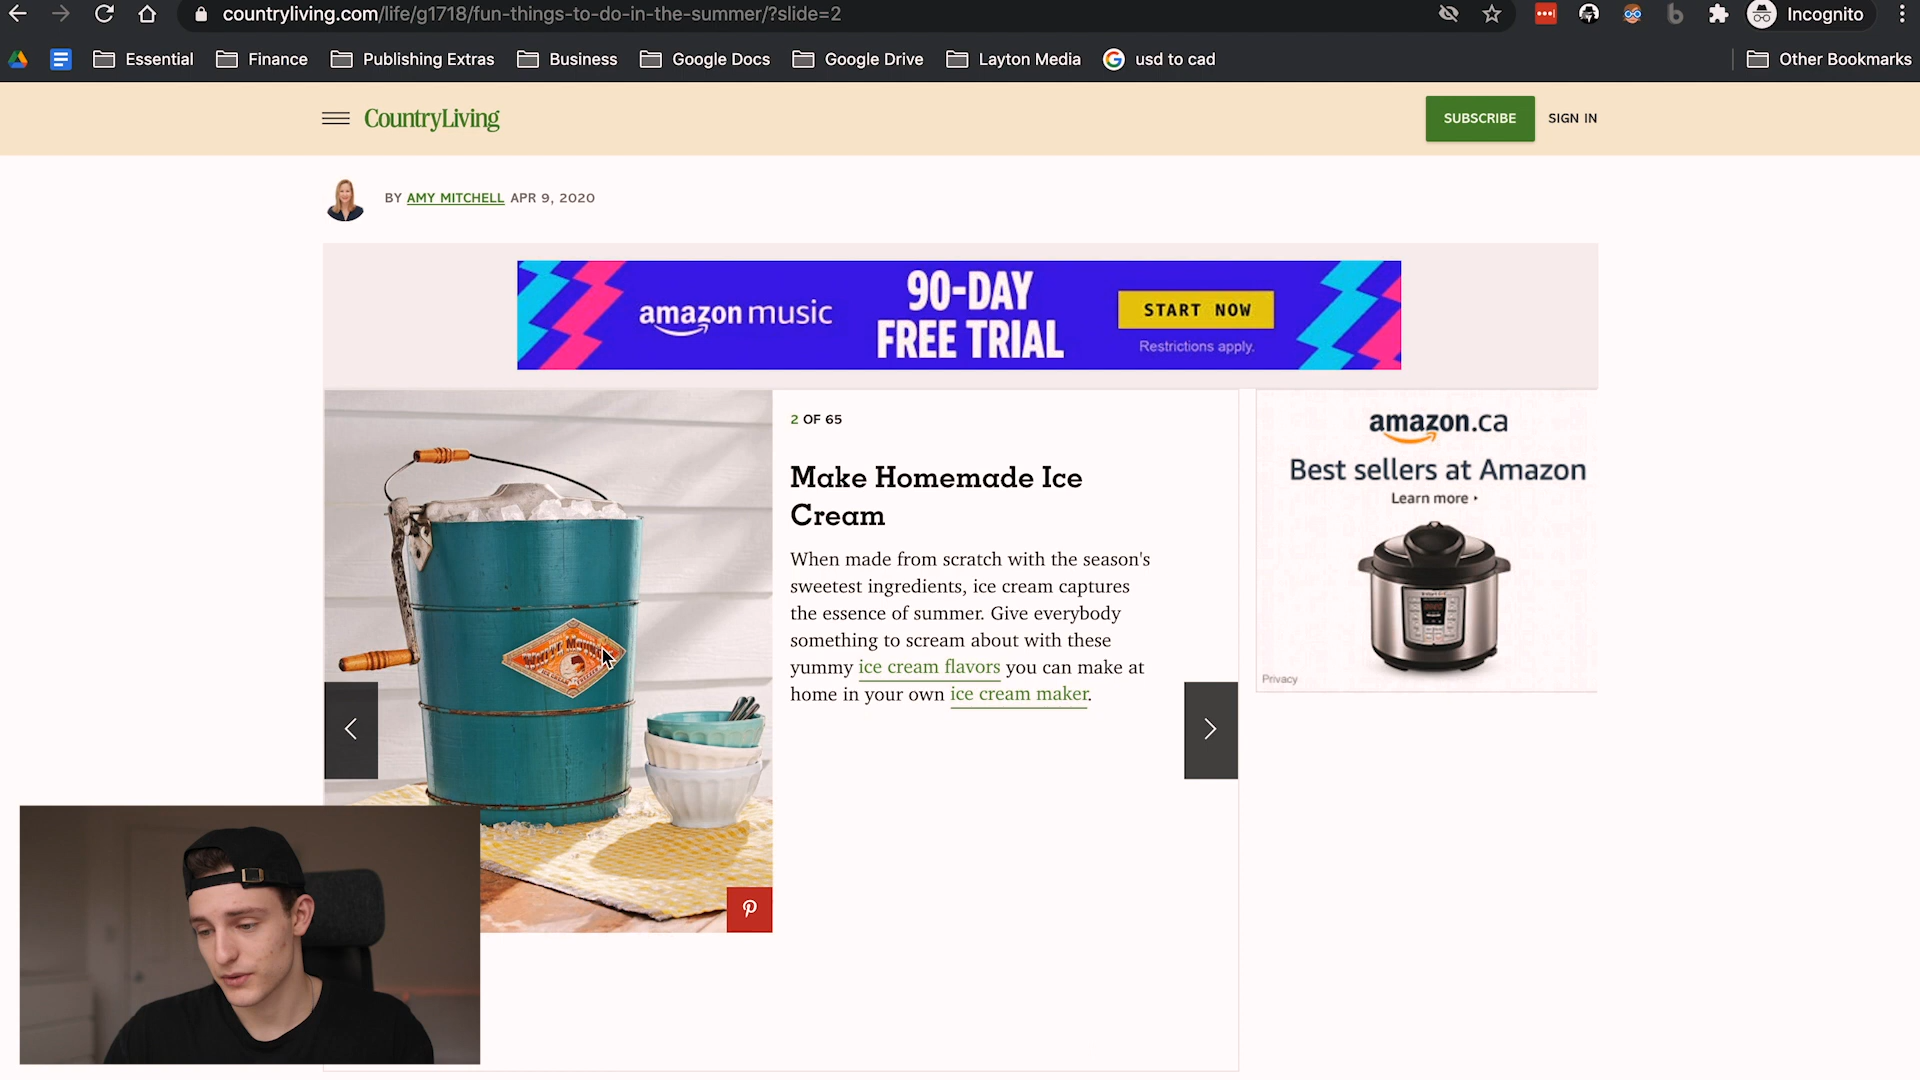 countryliving.com/life/g1718/fun-things-to-do-in-the-summer/?slide=2
Incognito
Essential
Finance
Publishing Extras
Business
Google Docs
Google Drive
Layton Media
usd to cad
Other Bookmarks
CountryLiving
SUBSCRIBE
SIGN IN
BY AMY MITCHELL APR 9, 2020
amazon music
90-DAY
FREE TRIAL
START NOW
Restrictions apply.
2 OF 65
Make Homemade Ice
Cream
When made from scratch with the season's
sweetest ingredients, ice cream captures
the essence of summer. Give everybody
something to scream about with these
yummy ice cream flavors you can make at
home in your own ice cream maker.
amazon.ca
Best sellers at Amazon
Learn more
Privacy
WHITE